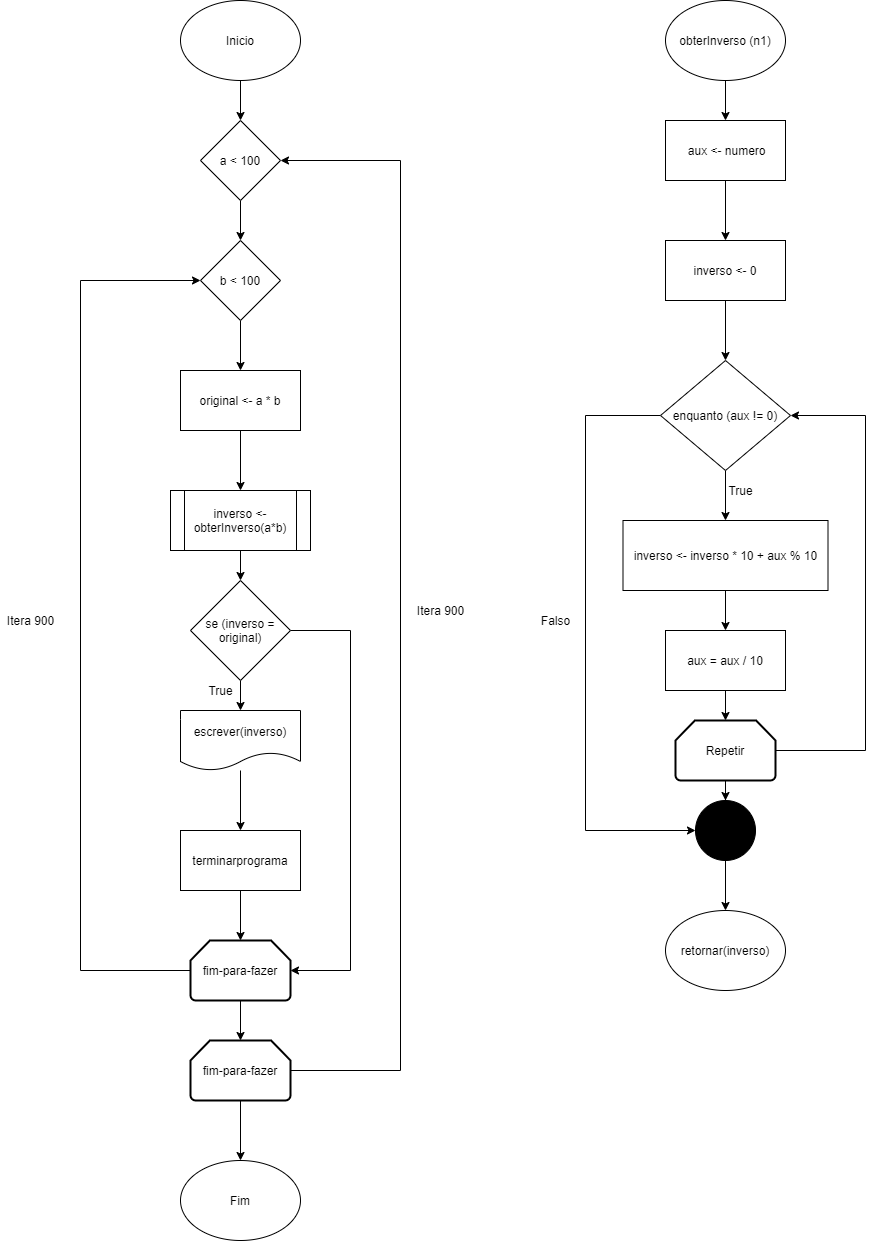 Inicio
a < 100
b < 100
original <- a * b
inverso <-
obterInverso(a*b)
se (inverso =
original)
True
escrever(inverso)
terminarprograma
fim-para-fazer
fim-para-fazer
Fim
Itera 900
Itera 900
obterInverso (n1)
aux <- numero
inverso <- 0
enquanto (aux != 0)
True
inverso <- inverso * 10 + aux % 10
Falso
aux = aux / 10
Repetir
retornar(inverso)